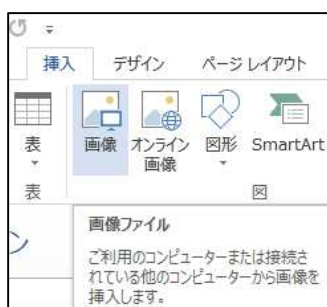 挿入 デザイン ページ レイアウト
表 画像 オンライン 画像 図形 SmartArt
表 図
ン
画像ファイル
ご利用のコンピューターまたは接続さ
れている他のコンピューターから画像を
挿入します。